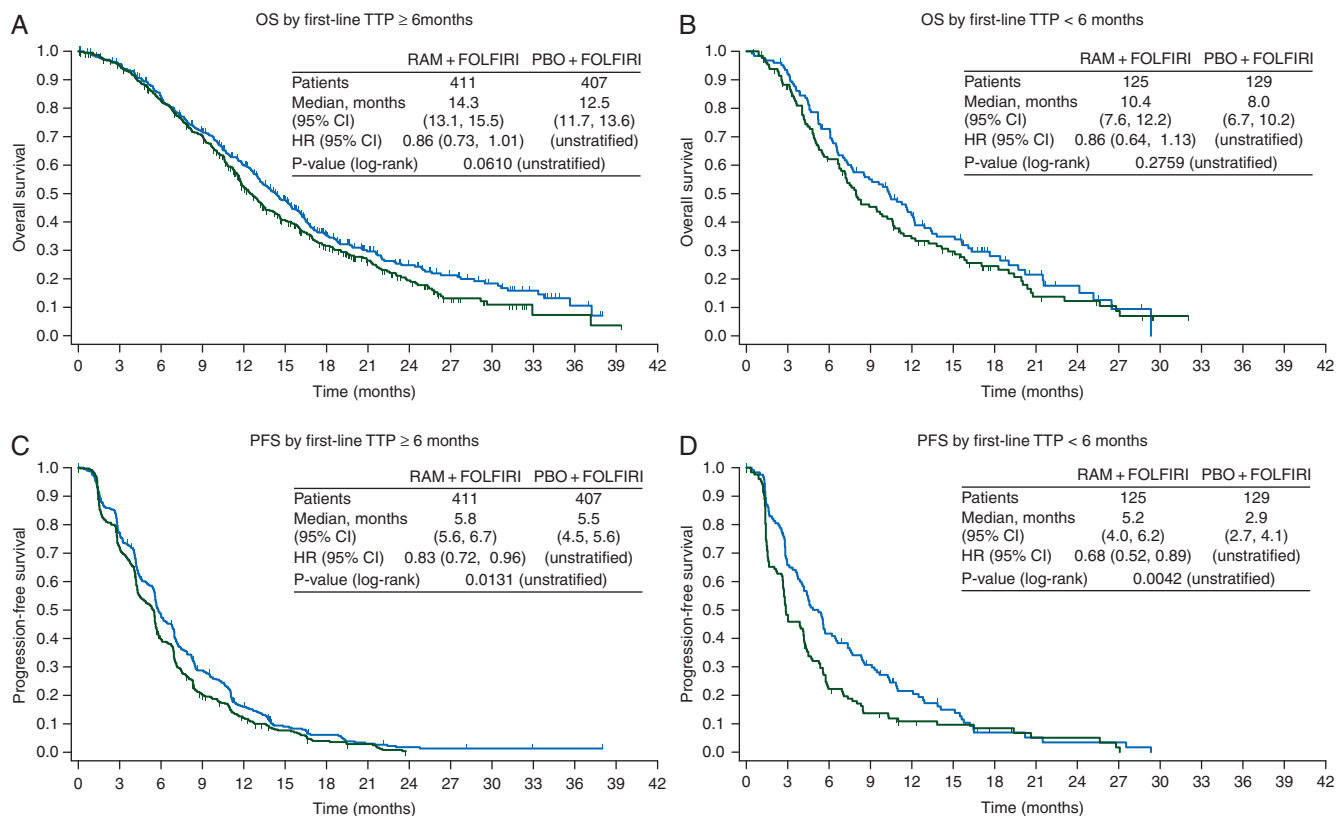 A
OS by first-line TTP ≥ 6months
RAM + FOLFIRI PBO + FOLFIRI
Patients 411 407
Median, months 14.3 12.5
(95% CI) (13.1, 15.5) (11.7, 13.6)
HR (95% CI) 0.86 (0.73, 1.01) (unstratified)
P-value (log-rank) 0.0610 (unstratified)
Overall survival
1.0
0.9
0.8
0.7
0.6
0.5
0.4
0.3
0.2
0.1
0.0
0 3 6 9 12 15 18 21 24 27 30 33 36 39 42
Time (months)
B
OS by first-line TTP < 6 months
RAM + FOLFIRI PBO + FOLFIRI
Patients 125 129
Median, months 10.4 8.0
(95% CI) (7.6, 12.2) (6.7, 10.2)
HR (95% CI) 0.86 (0.64, 1.13) (unstratified)
P-value (log-rank) 0.2759 (unstratified)
Overall survival
1.0
0.9
0.8
0.7
0.6
0.5
0.4
0.3
0.2
0.1
0.0
0 3 6 9 12 15 18 21 24 27 30 33 36 39 42
Time (months)
C
PFS by first-line TTP ≥ 6 months
RAM + FOLFIRI PBO + FOLFIRI
Patients 411 407
Median, months 5.8 5.5
(95% CI) (5.6, 6.7) (4.5, 5.6)
HR (95% CI) 0.83 (0.72, 0.96) (unstratified)
P-value (log-rank) 0.0131 (unstratified)
Progression-free survival
1.0
0.9
0.8
0.7
0.6
0.5
0.4
0.3
0.2
0.1
0.0
0 3 6 9 12 15 18 21 24 27 30 33 36 39 42
Time (months)
D
PFS by first-line TTP < 6 months
RAM + FOLFIRI PBO + FOLFIRI
Patients 125 129
Median, months 5.2 2.9
(95% CI) (4.0, 6.2) (2.7, 4.1)
HR (95% CI) 0.68 (0.52, 0.89) (unstratified)
P-value (log-rank) 0.0042 (unstratified)
Progression-free survival
1.0
0.9
0.8
0.7
0.6
0.5
0.4
0.3
0.2
0.1
0.0
0 3 6 9 12 15 18 21 24 27 30 33 36 39 42
Time (months)